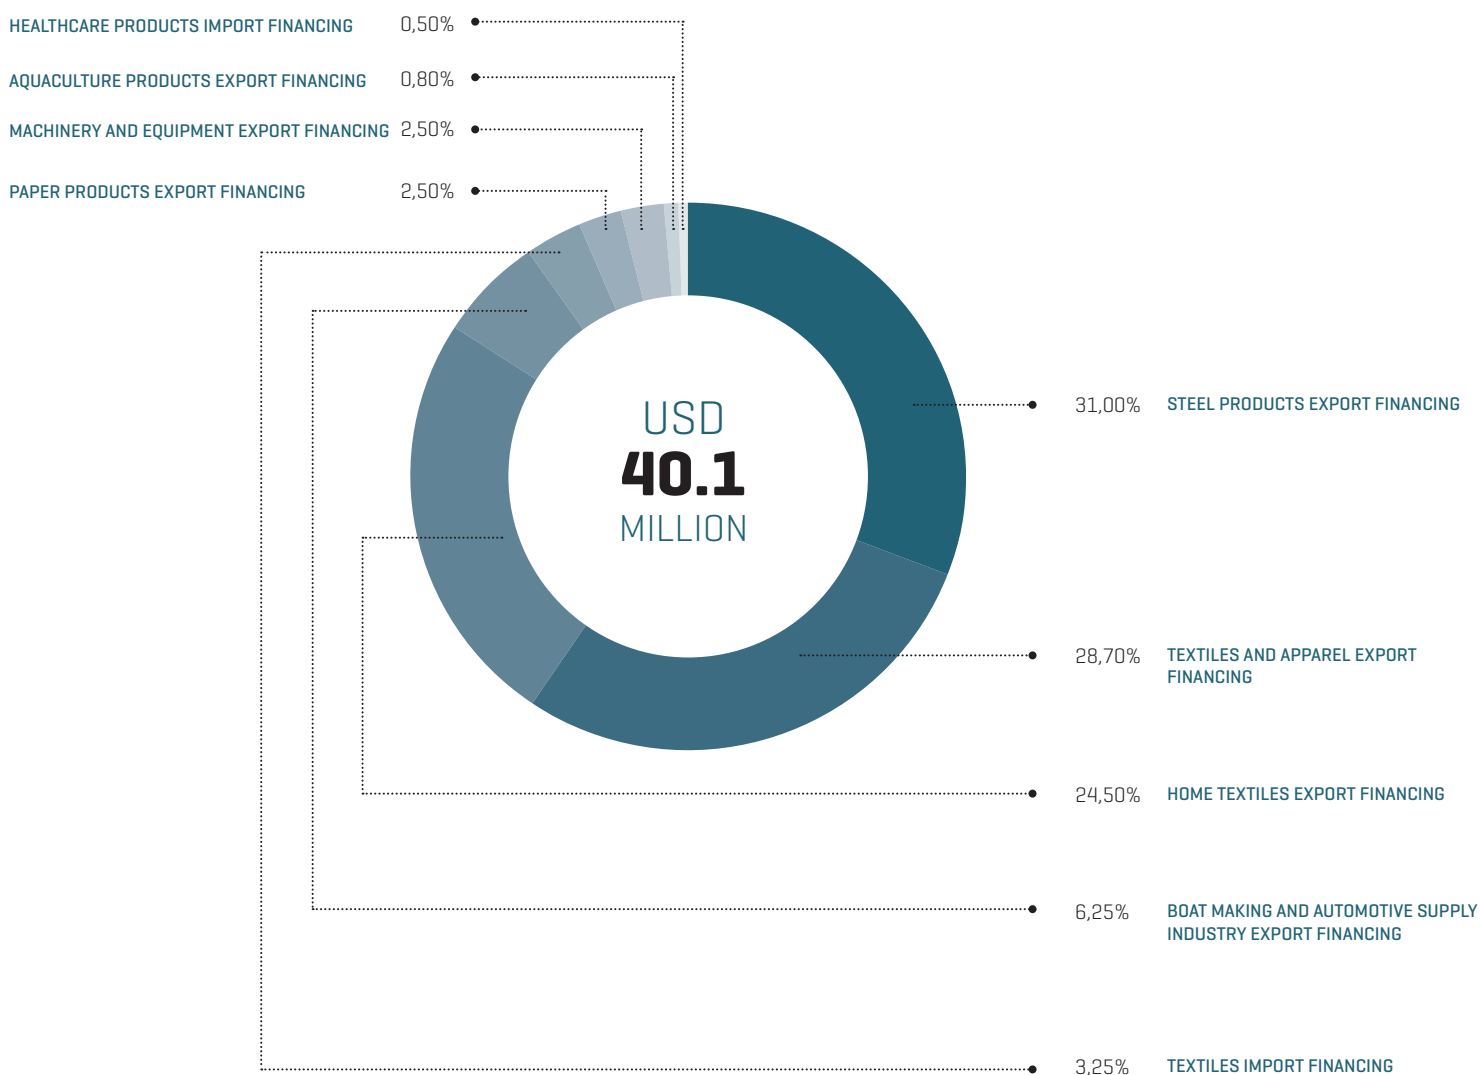 HEALTHCARE PRODUCTS IMPORT FINANCING 0,50%
AQUACULTURE PRODUCTS EXPORT FINANCING 0,80%
MACHINERY AND EQUIPMENT EXPORT FINANCING 2,50%
PAPER PRODUCTS EXPORT FINANCING 2,50%
USD
40.1
MILLION
31,00% STEEL PRODUCTS EXPORT FINANCING
28,70% TEXTILES AND APPAREL EXPORT
FINANCING
24,50% HOME TEXTILES EXPORT FINANCING
6,25% BOAT MAKING AND AUTOMOTIVE SUPPLY
INDUSTRY EXPORT FINANCING
3,25% TEXTILES IMPORT FINANCING